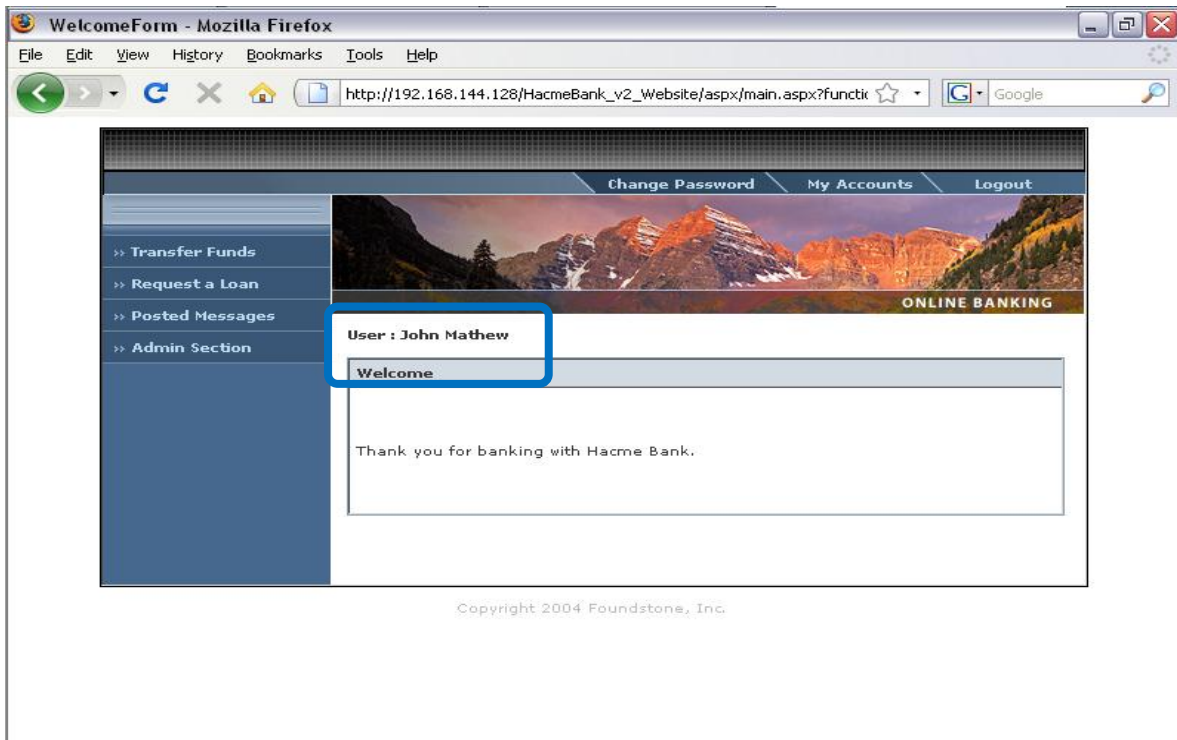 WelcomeForm - Mozilla Firefox
File Edit View History Bookmarks Tools Help
http://192.168.144.128/HacmeBank_v2_Website/aspx/main.aspx?functic G Google
Change Password My Accounts Logout
>> Transfer Funds
>> Request a Loan
>> Posted Messages
>> Admin Section
ONLINE BANKING
User : John Mathew
Welcome
Thank you for banking with Hacme Bank.
Copyright 2004 Foundstone, Inc.